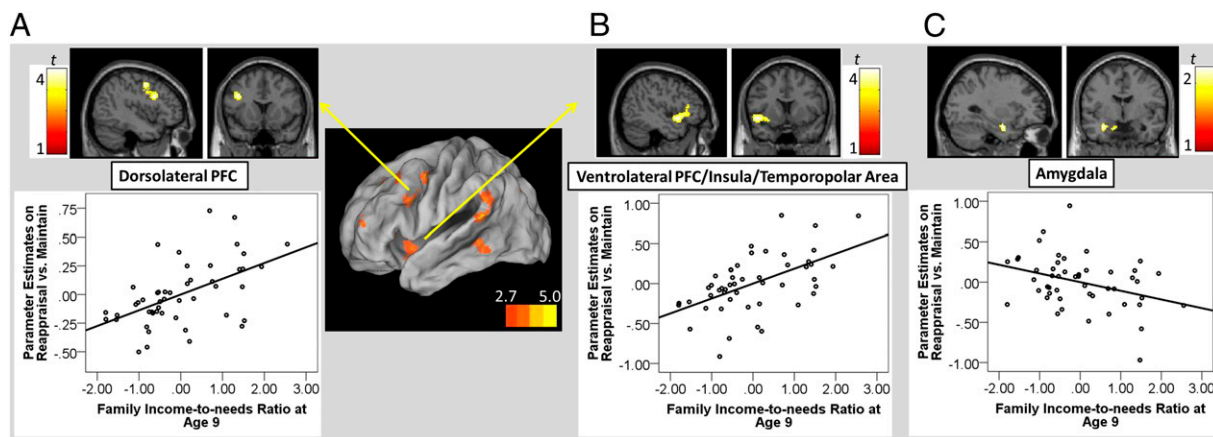 A
B
C
t
4
1
Dorsolateral PFC
Parameter Estimates on
Reappraisal vs. Maintain
.75
.50
.25
.00
-.25
-.50
-2.00 -1.00 .00 1.00 2.00 3.00
Family Income-to-needs Ratio at
Age 9
2.7 5.0
t
4
1
Ventrolateral PFC/Insula/Temporopolar Area
Parameter Estimates on
Reappraisal vs. Maintain
1.00
.50
.00
-.50
-1.00
-2.00 -1.00 .00 1.00 2.00 3.00
Family Income-to-needs Ratio at
Age 9
t
2
1
Amygdala
Parameter Estimates on
Reappraisal vs. Maintain
1.00
.50
.00
-.50
-1.00
-2.00 -1.00 .00 1.00 2.00 3.00
Family Income-to-needs Ratio at
Age 9